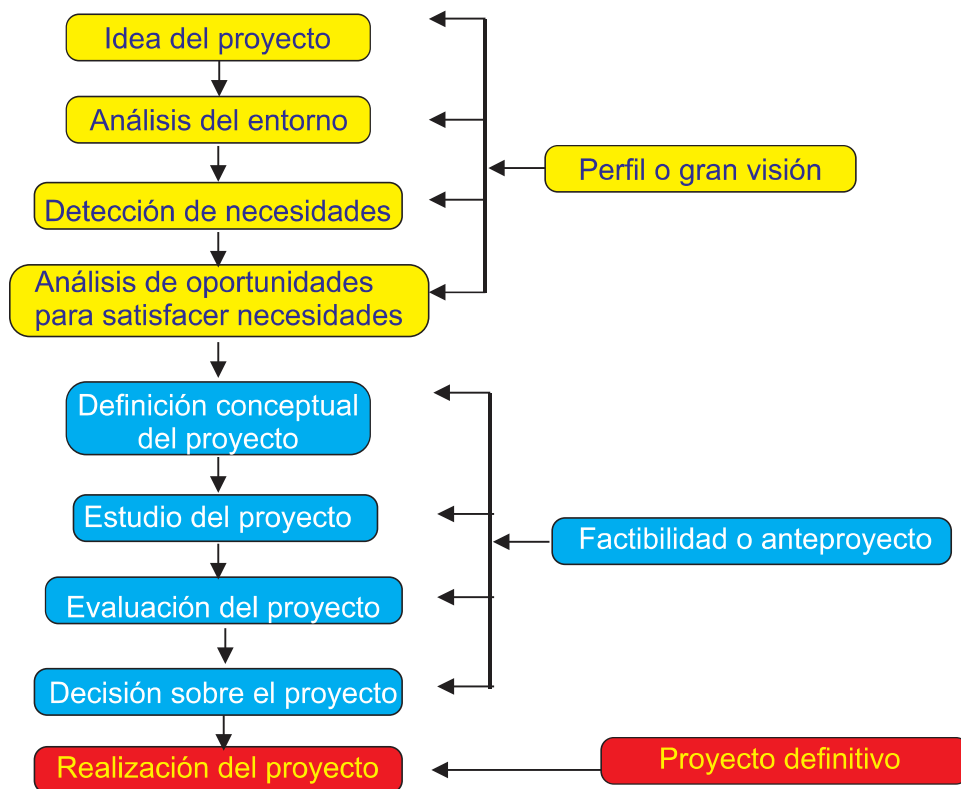 Idea del proyecto
Análisis del entorno
Perfil o gran visión
Detección de necesidades
Análisis de oportunidades
para satisfacer necesidades
Definición conceptual
del proyecto
Estudio del proyecto
Factibilidad o anteproyecto
Evaluación del proyecto
Decisión sobre el proyecto
Realización del proyecto
Proyecto definitivo